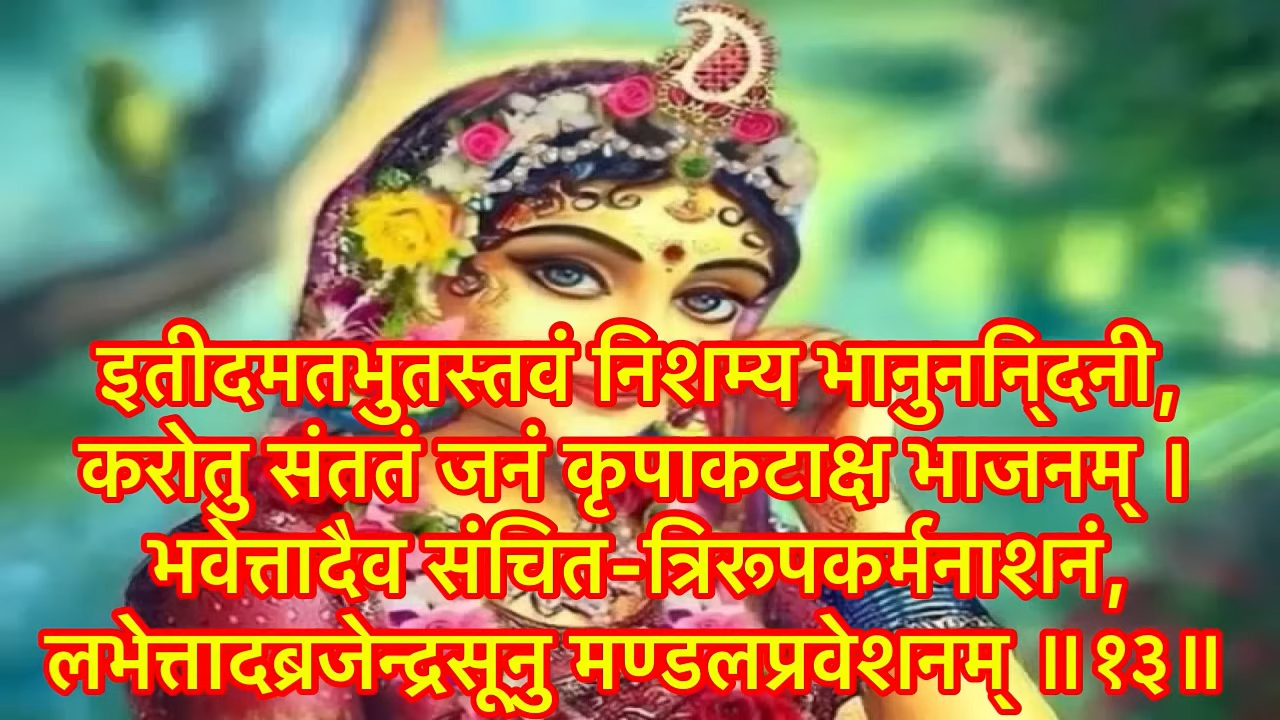 इतीदमतभुतस्तवं निशम्य भानुननि्दनी,
करोतु संततं जनं कृपाकटाक्ष भाजनम् ।
भवेत्तादैव संचित-त्रिरूपकर्मनाशनं,
लभेत्तादब्रजेन्द्रसूनु मण्डलप्रवेशनम् ॥१३॥